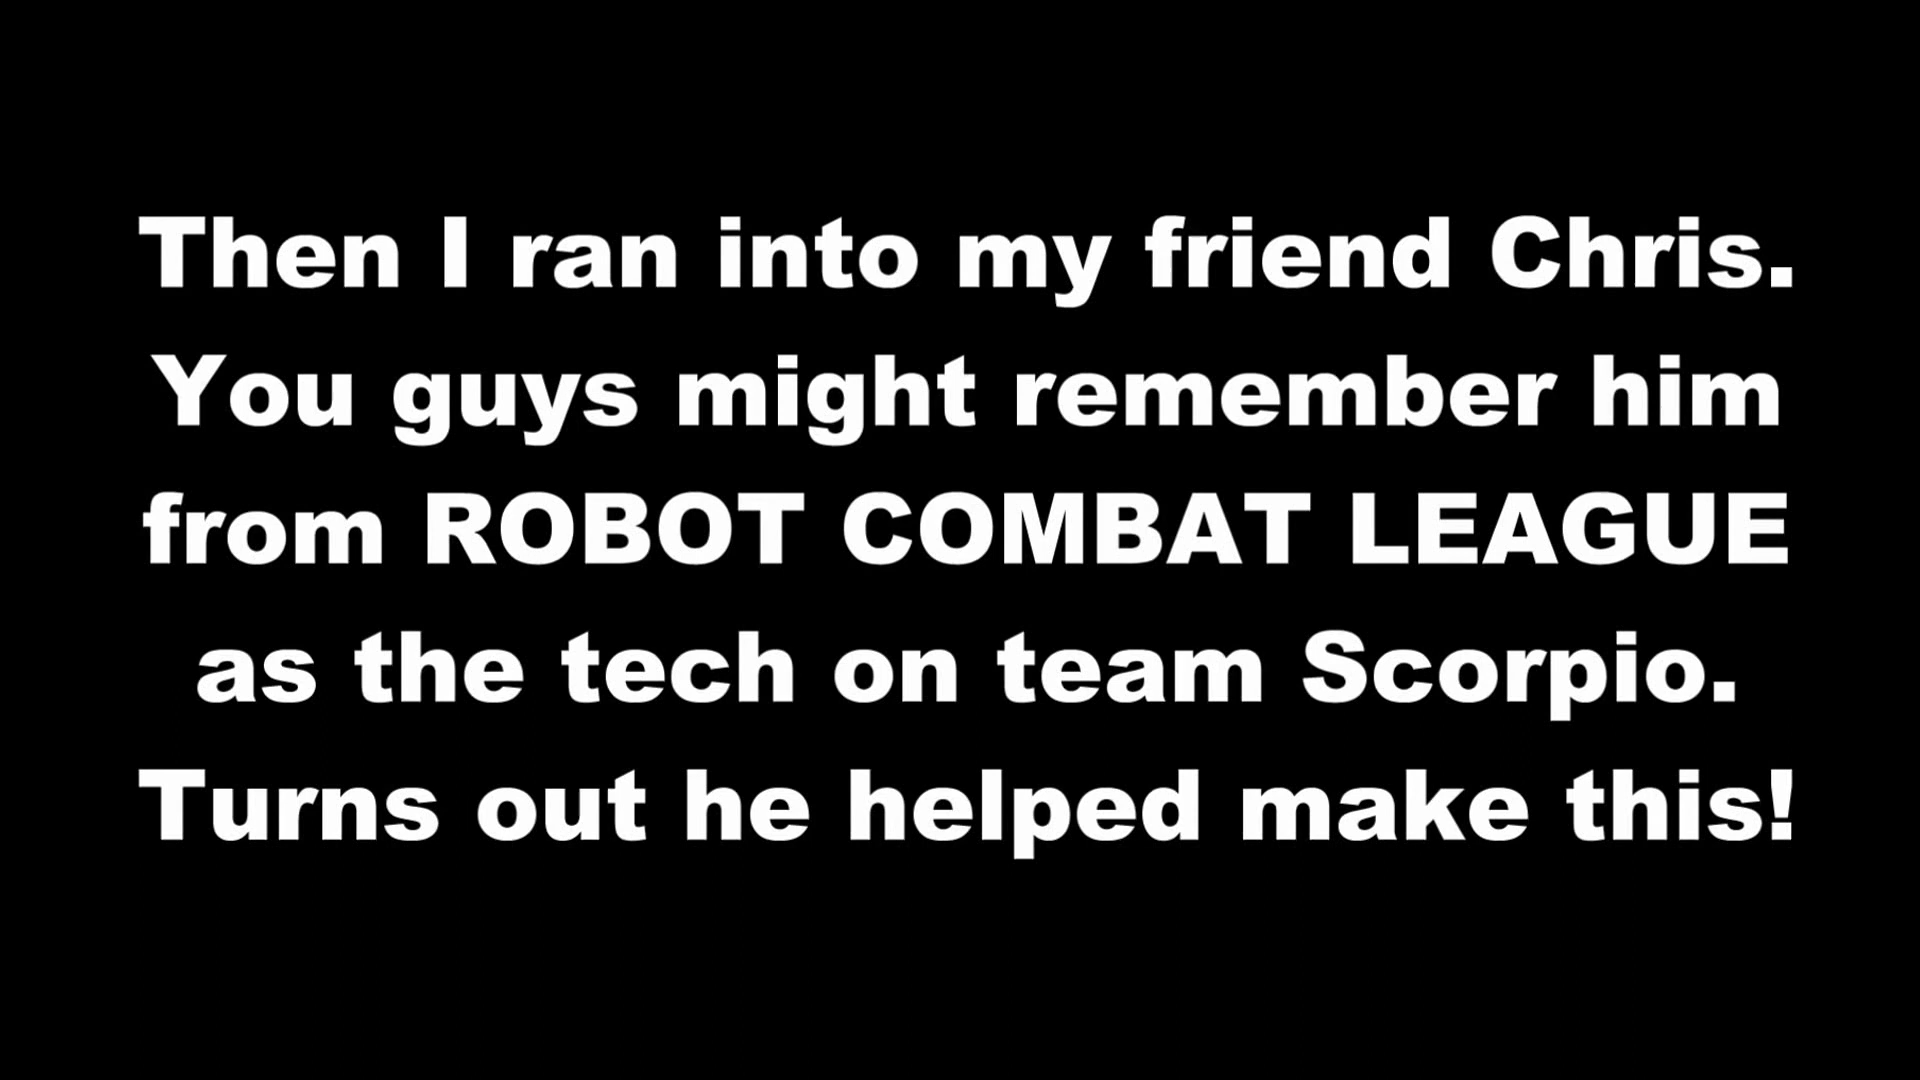 Then I ran into my friend Chris.
You guys might remember him
from ROBOT COMBAT LEAGUE
as the tech on team Scorpio.
Turns out he helped make this!